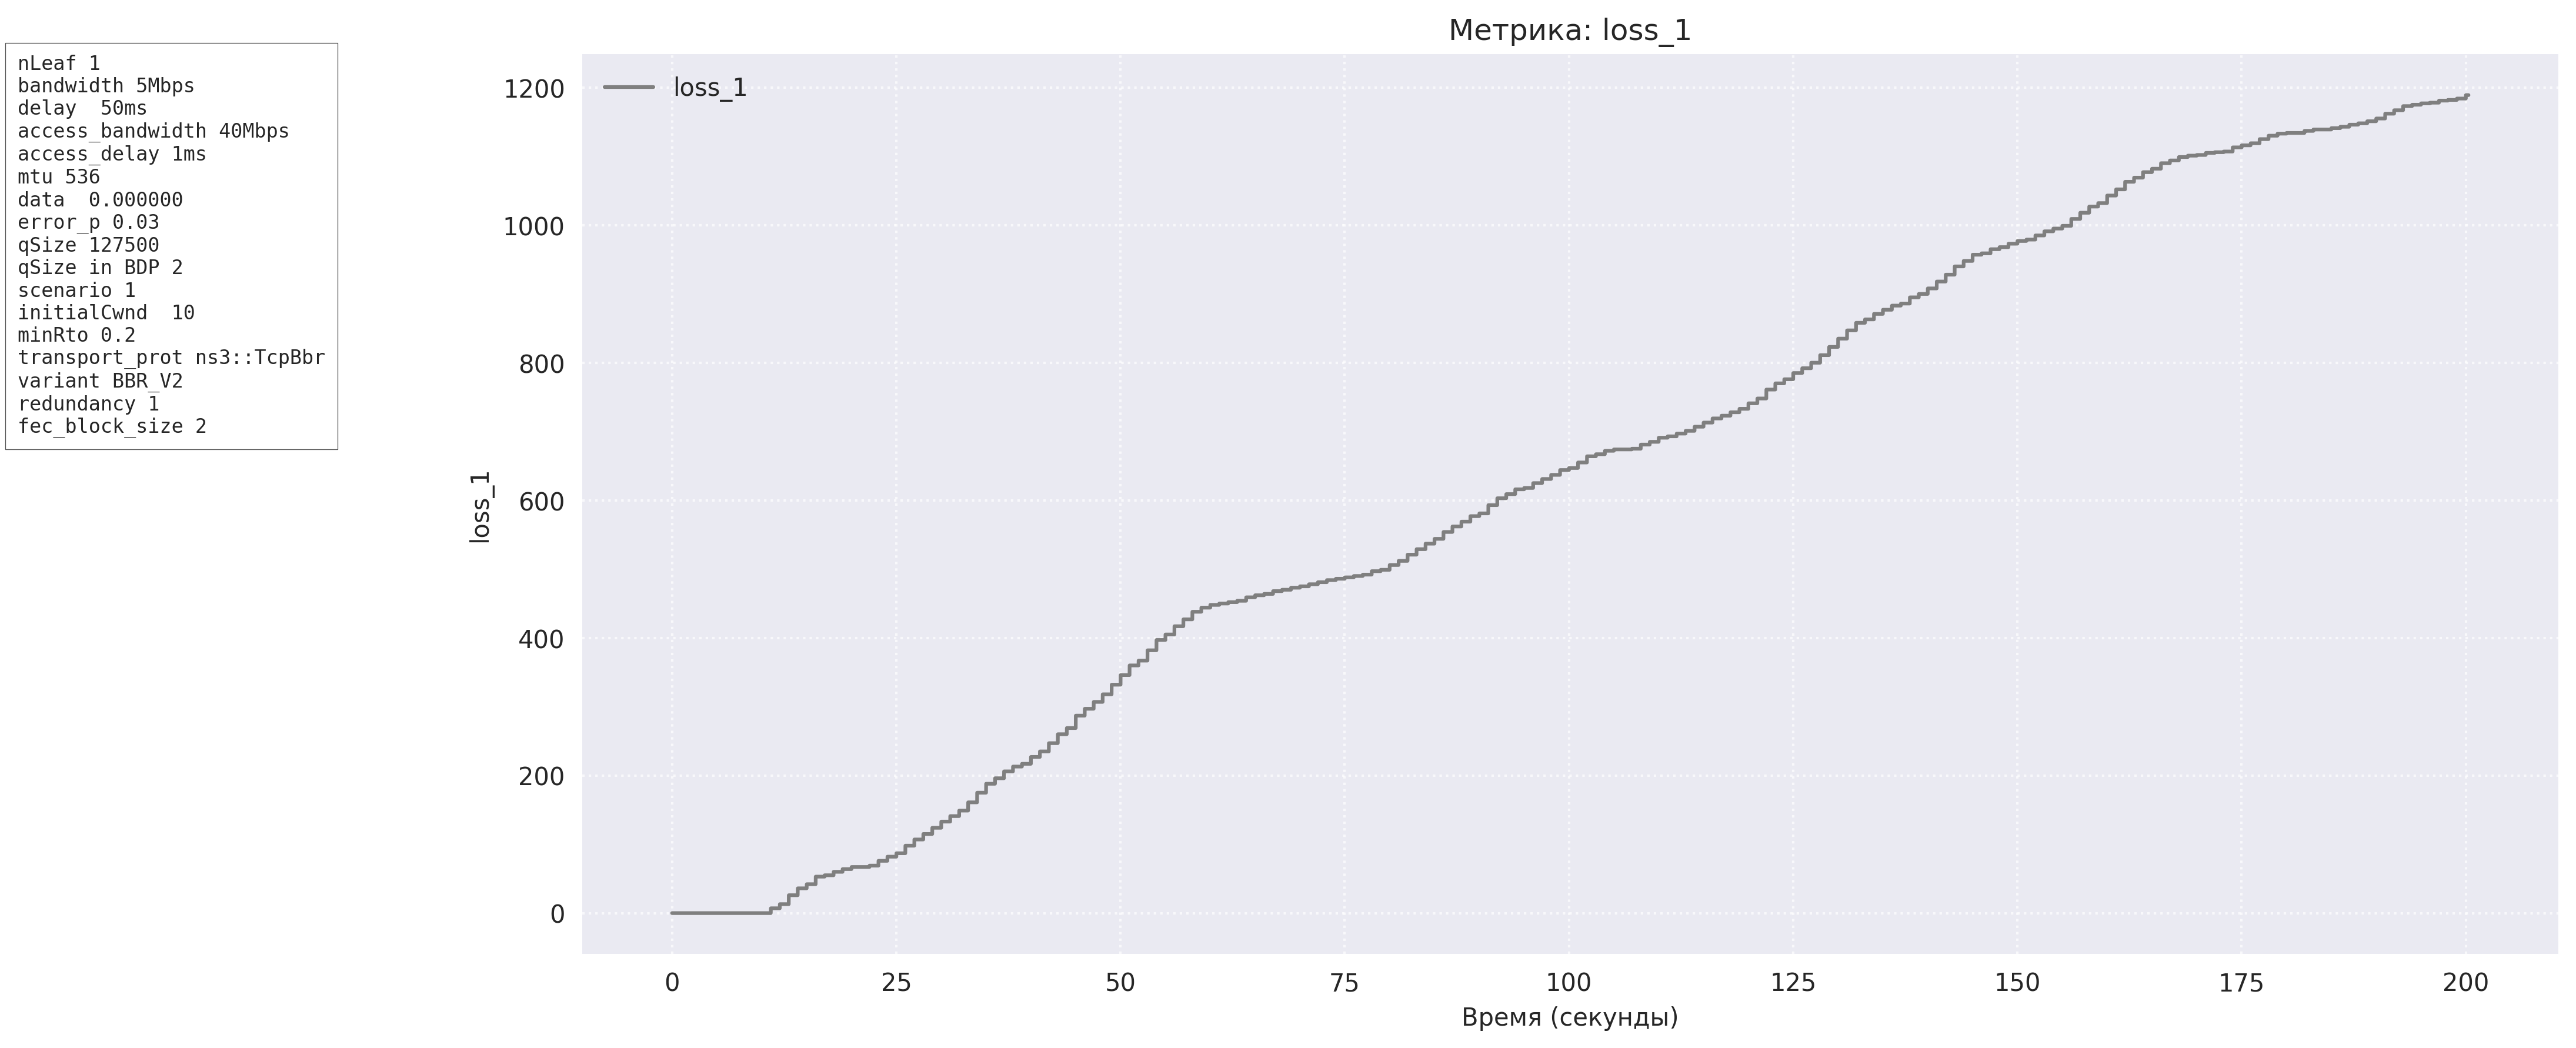 nLeaf 1
bandwidth 5Mbps
delay  50ms
access_bandwidth 40Mbps
access_delay 1ms
mtu 536
data  0.000000
error_p 0.03
qSize 127500
qSize in BDP 2
scenario 1
initialCwnd  10
minRto 0.2
transport_prot ns3::TcpBbr
variant BBR_V2
redundancy 1
fec_block_size 2
Метрика: loss_1
loss_1
1200
1000
800
600
400
200
0
loss_1
0 25 50 75 100 125 150 175 200
Время (секунды)